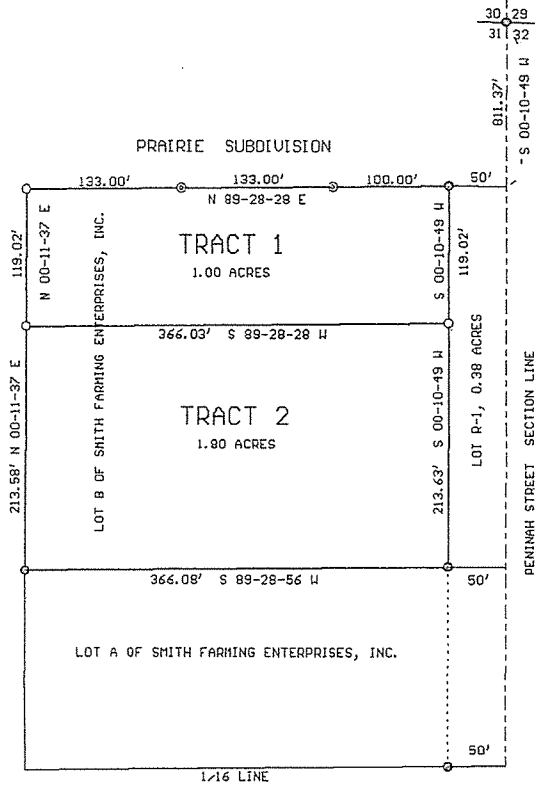 30 29
31 32
811.37'
S 00-10-49 W
PRAIRIE SUBDIVISION
133.00' 133.00' 100.00' 50'
N 89-28-28 E
119.02'
N 00-11-37 E
LOT B OF SMITH FARMING ENTERPRISES, INC.
TRACT 1
1.00 ACRES
S 00-10-49 W
119.02'
366.03' S 89-28-28 W
213.58' N 00-11-37 E
TRACT 2
1.80 ACRES
213.63' S 00-10-49 W
LOT R-1, 0.38 ACRES
PENINAH STREET SECTION LINE
366.08' S 89-28-56 W
50'
LOT A OF SMITH FARMING ENTERPRISES, INC.
50'
1/16 LINE